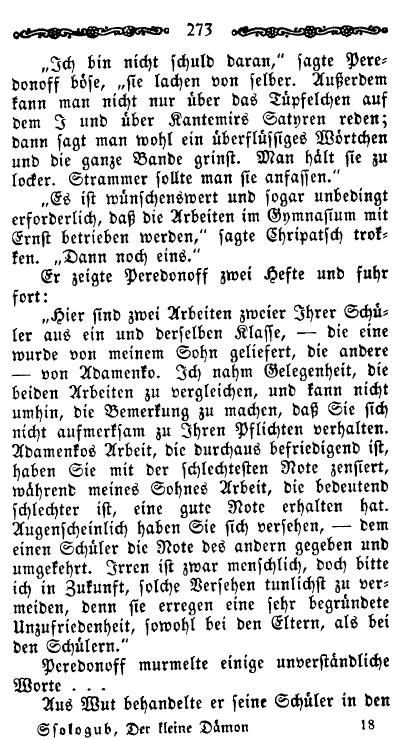 273
„Ich bin nicht schuld daran,“ sagte Pere-
donoff böse, „sie lachen von selber. Außerdem
kann man nicht nur über das Tüpfelchen auf
dem J und über Kantemirs Satyren reden;
dann sagt man wohl ein überflüssiges Wörtchen
und die ganze Bande grinst. Man hält sie zu
locker. Strammer sollte man sie anfassen.“
„Es ist wünschenswert und sogar unbedingt
erforderlich, daß die Arbeiten im Gymnasium mit
Ernst betrieben werden,“ sagte Chripatsch trok-
ken. „Dann noch eins.“
Er zeigte Peredonoff zwei Hefte und fuhr
fort:
„Hier sind zwei Arbeiten zweier Ihrer Schü-
ler aus ein und derselben Klasse, — die eine
wurde von meinem Sohn geliefert, die andere
— von Adamenko. Ich nahm Gelegenheit, die
beiden Arbeiten zu vergleichen, und kann nicht
umhin, die Bemerkung zu machen, daß Sie sich
nicht aufmerksam zu Ihren Pflichten verhalten.
Adamenkos Arbeit, die durchaus befriedigend ist,
haben Sie mit der schlechtesten Note zensiert,
während meines Sohnes Arbeit, die bedeutend
schlechter ist, eine gute Note erhalten hat.
Augenscheinlich haben Sie sich versehen, — dem
einen Schüler die Note des andern gegeben und
umgekehrt. Irren ist zwar menschlich, doch bitte
ich in Zukunft, solche Versehen tunlichst zu ver-
meiden, denn sie erregen eine sehr begründete
Unzufriedenheit, sowohl bei den Eltern, als bei
den Schülern.“
Peredonoff murmelte einige unverständliche
Worte . . .
Aus Wut behandelte er seine Schüler in den
Ssologub, Der kleine Dämon 18